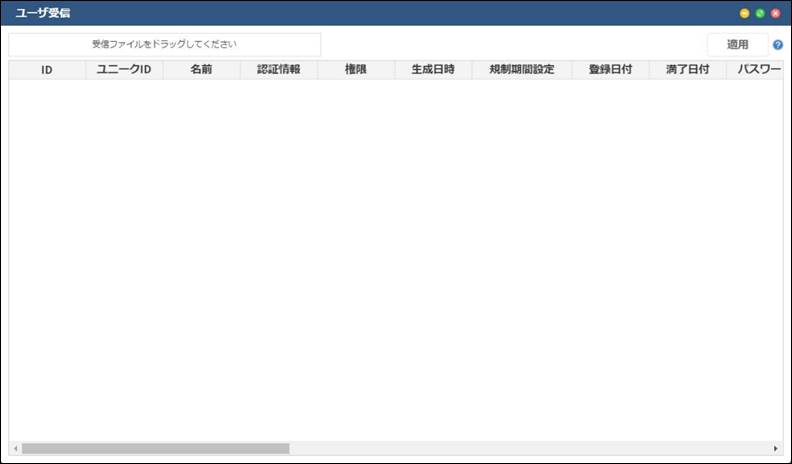 ユーザ受信
受信ファイルをドラッグしてください
適用
ID ユニークID 名前 認証情報 権限 生成日時 規制期間設定 登録日付 満了日付 パスワー